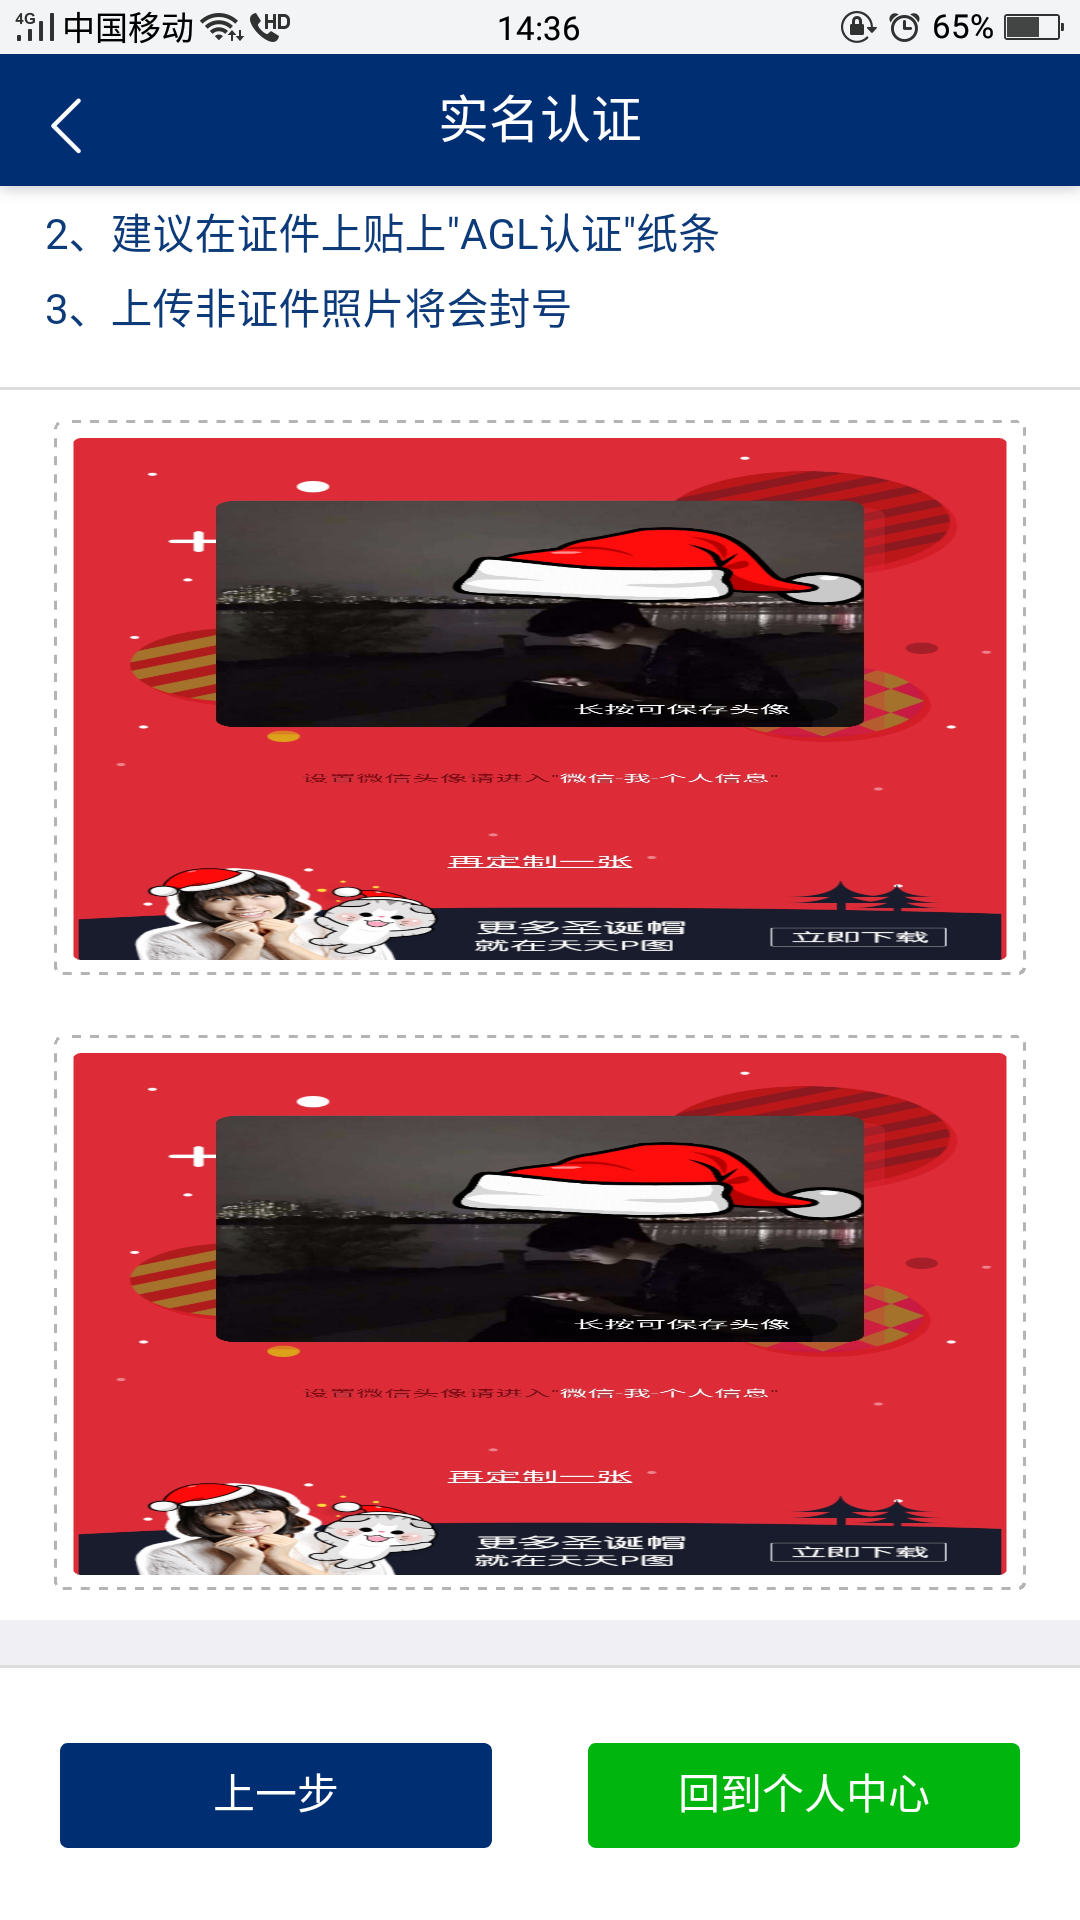 4G 中国移动 HD 14:36 65%
实名认证
2、建议在证件上贴上"AGL认证"纸条
3、上传非证件照片将会封号
长按可保存头像
设置微信头像请进入"微信-我-个人信息"
再定制一张
更多圣诞帽
就在天天P图
立即下载
长按可保存头像
设置微信头像请进入"微信-我-个人信息"
再定制一张
更多圣诞帽
就在天天P图
立即下载
上一步
回到个人中心